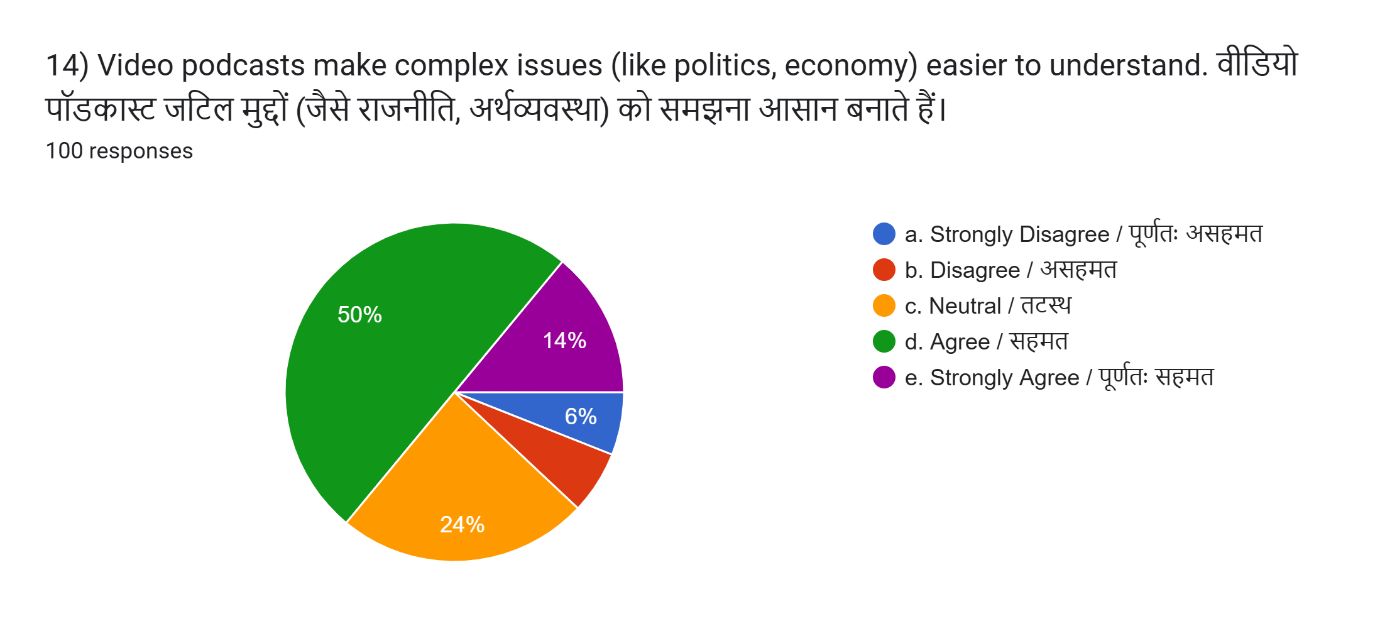 14) Video podcasts make complex issues (like politics, economy) easier to understand. वीडियो
पॉडकास्ट जटिल मुद्दों (जैसे राजनीति, अर्थव्यवस्था) को समझना आसान बनाते हैं।
100 responses
a. Strongly Disagree / पूर्णतः असहमत
b. Disagree / असहमत
c. Neutral / तटस्थ
d. Agree / सहमत
e. Strongly Agree / पूर्णतः सहमत
50%
14%
6%
24%